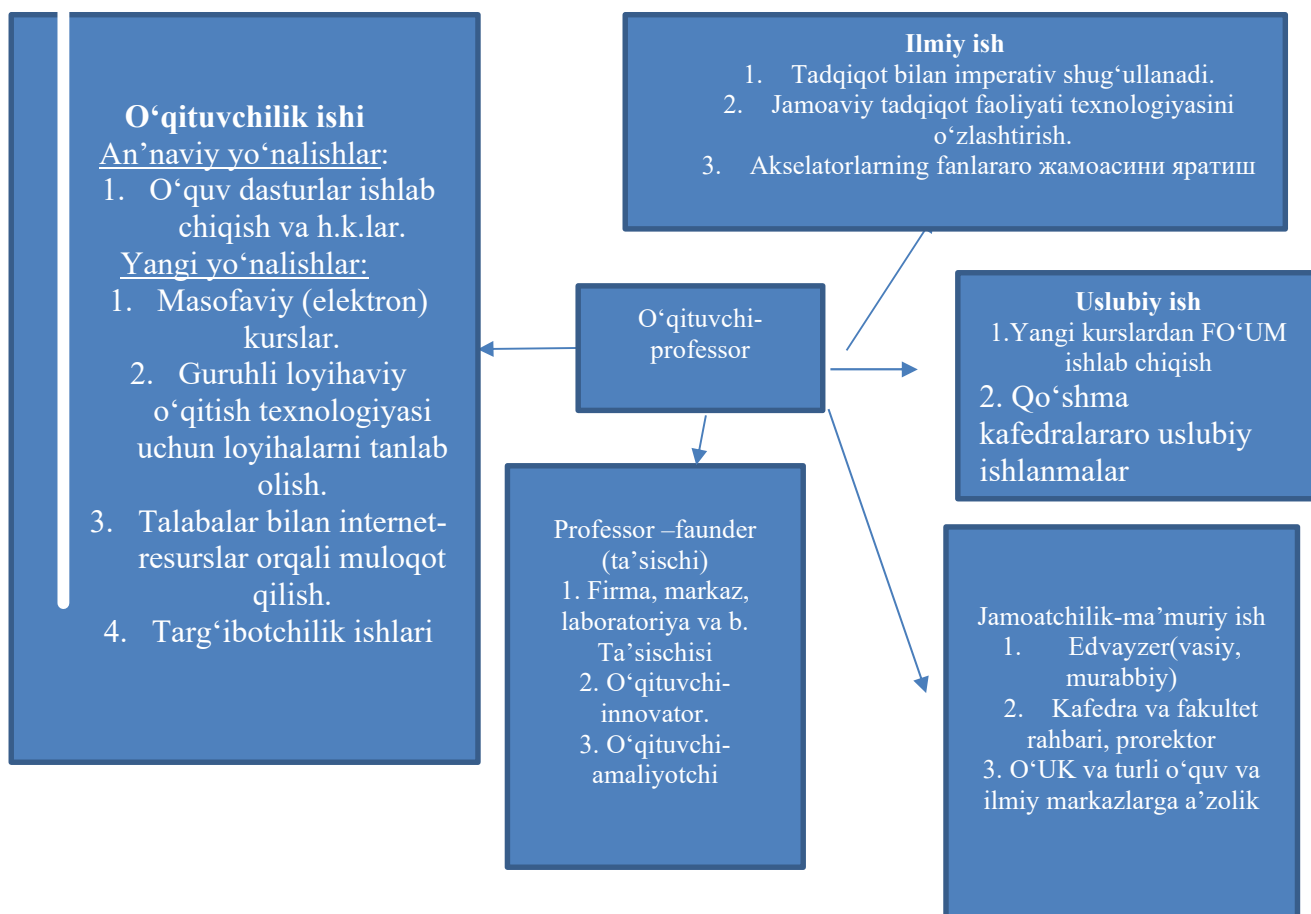 O‘qituvchilik ishi
An’naviy yo‘nalishlar:
1. O‘quv dasturlar ishlab
chiqish va h.k.lar.
Yangi yo‘nalishlar:
1. Masofaviy (elektron)
kurslar.
2. Guruhli loyihaviy
o‘qitish texnologiyasi
uchun loyihalarni tanlab
olish.
3. Talabalar bilan internet-
resurslar orqali muloqot
qilish.
4. Targ‘ibotchilik ishlari
Ilmiy ish
1. Tadqiqot bilan imperativ shug‘ullanadi.
2. Jamoaviy tadqiqot faoliyati texnologiyasini
o‘zlashtirish.
3. Akselatorlarning fanlararo жамоасини яратиш
O‘qituvchi-
professor
Uslubiy ish
1.Yangi kurslardan FO‘UM
ishlab chiqish
2. Qo‘shma
kafedralararo uslubiy
ishlanmalar
Professor –faunder
(ta’sischi)
1. Firma, markaz,
laboratoriya va b.
Ta’sischisi
2. O‘qituvchi-
innovator.
3. O‘qituvchi-
amaliyotchi
Jamoatchilik-ma’muriy ish
1. Edvayzer(vasiy,
murabbiy)
2. Kafedra va fakultet
rahbari, prorektor
3. O‘UK va turli o‘quv va
ilmiy markazlarga a’zolik